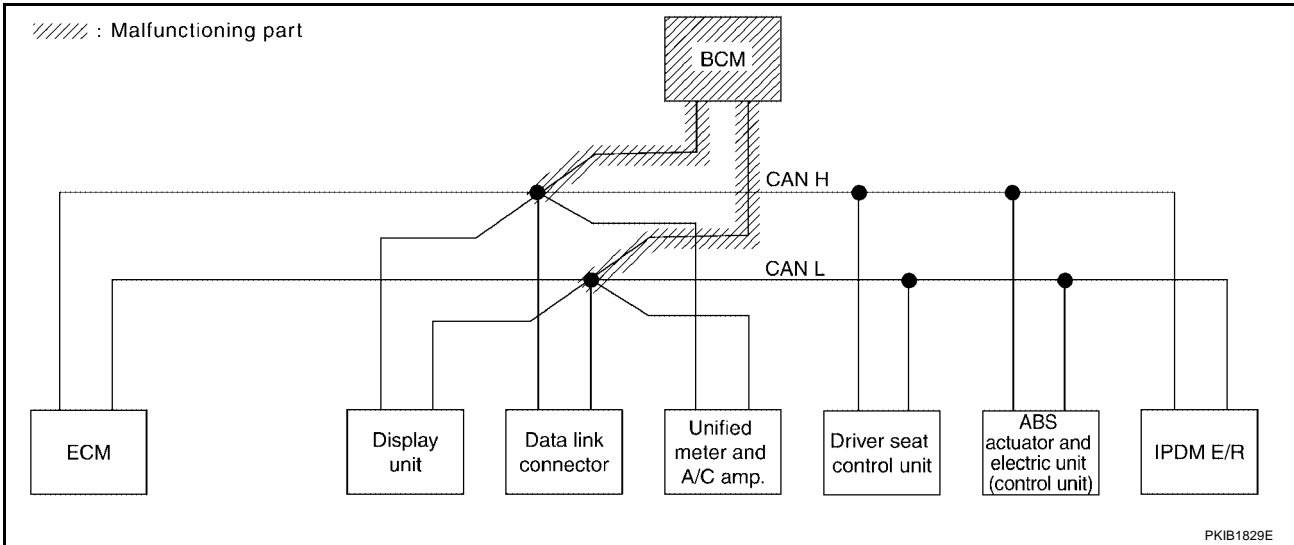 : Malfunctioning part
BCM
CAN H
CAN L
ECM
Display
unit
Data link
connector
Unified
meter and
A/C amp.
Driver seat
control unit
ABS
actuator and
electric unit
(control unit)
IPDM E/R
PKIB1829E